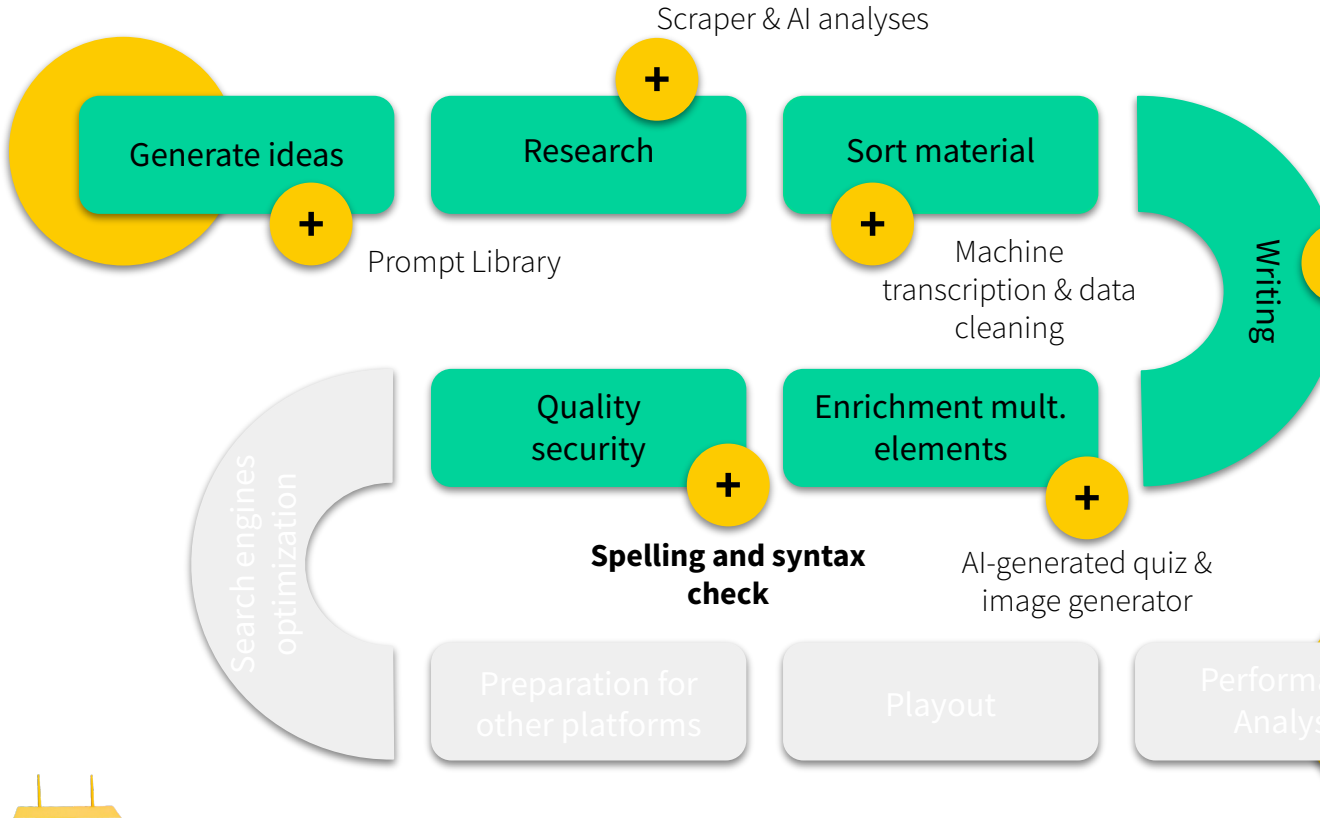 Scraper & AI analyses
+
Generate ideas
Research
Sort material
+
Prompt Library
+
Machine
transcription & data
cleaning
Writing
Enrichment mult.
elements
+
AI-generated quiz &
image generator
Quality
security
+
Spelling and syntax
check
Search engines
optimization
Preparation for
other platforms
Playout